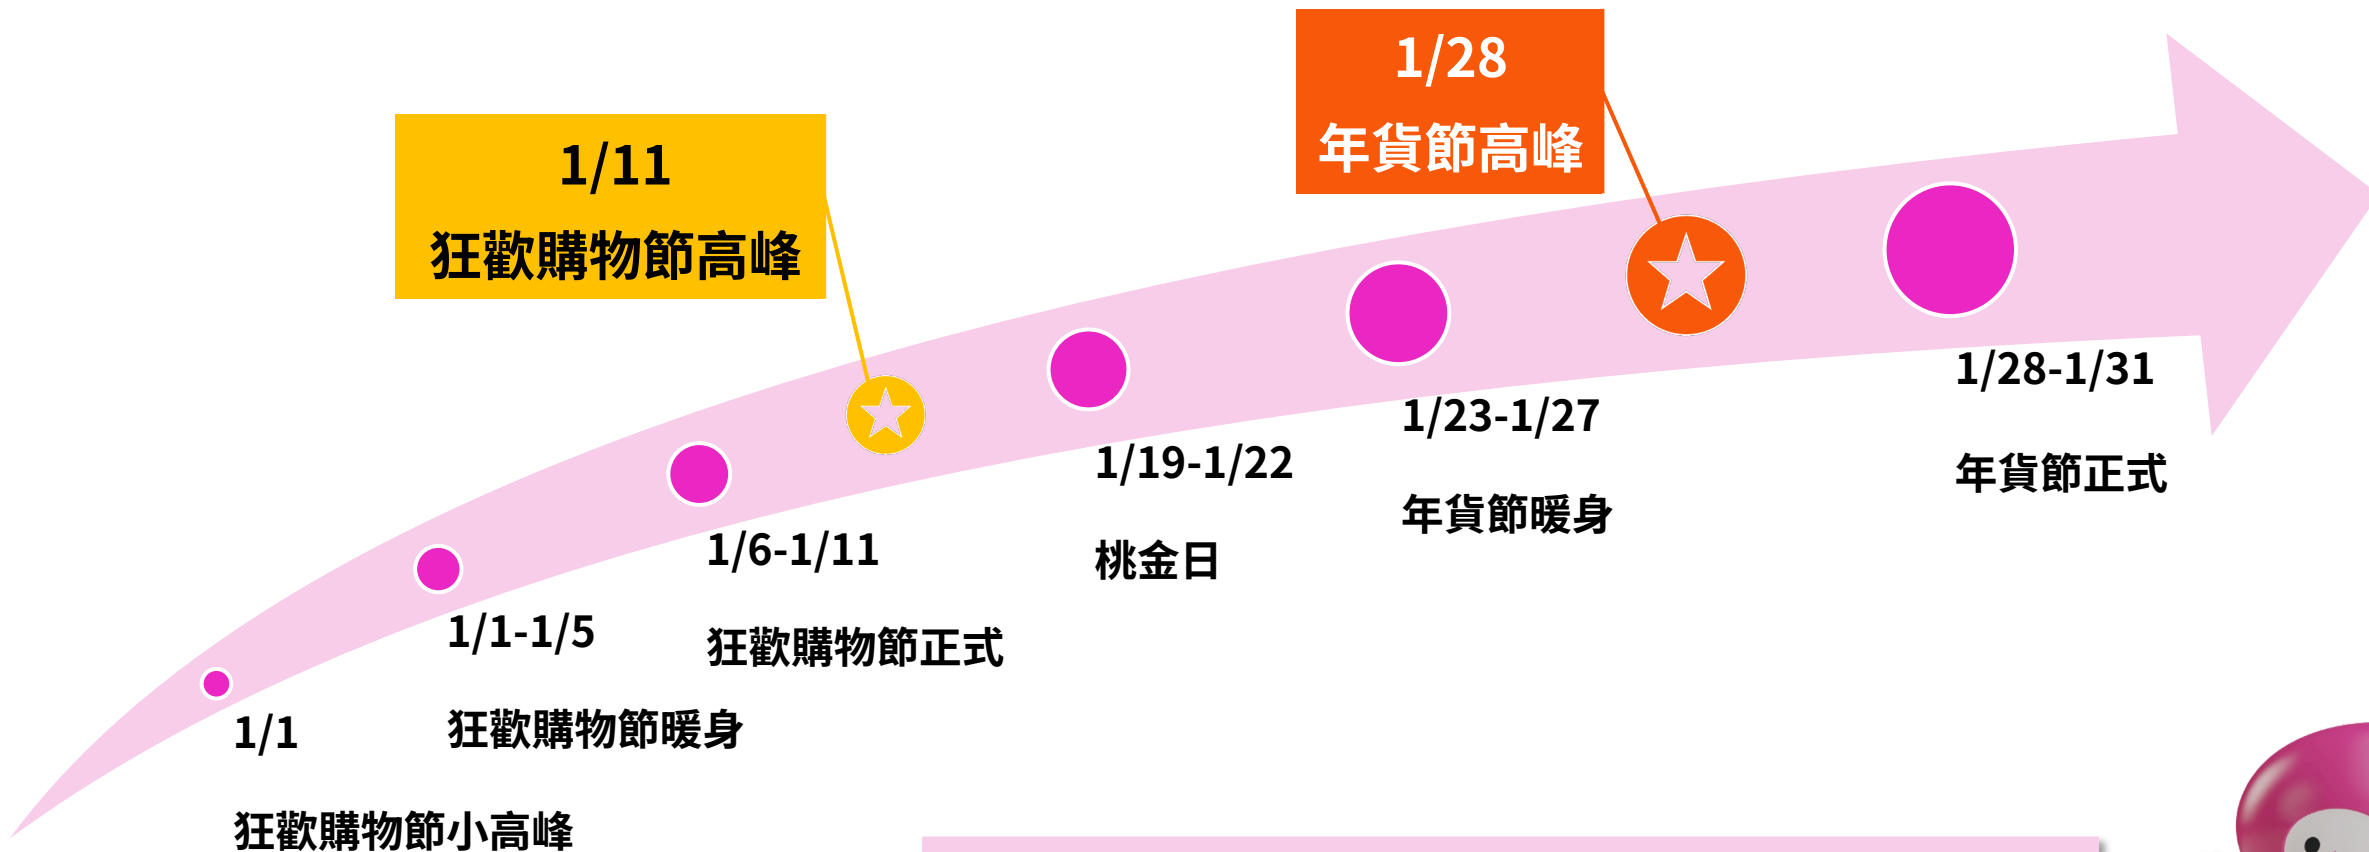 1/28
年貨節高峰
1/11
狂歡購物節高峰
1/1
狂歡購物節小高峰
1/1-1/5
狂歡購物節暖身
1/6-1/11
狂歡購物節正式
1/19-1/22
桃金日
1/23-1/27
年貨節暖身
1/28-1/31
年貨節正式